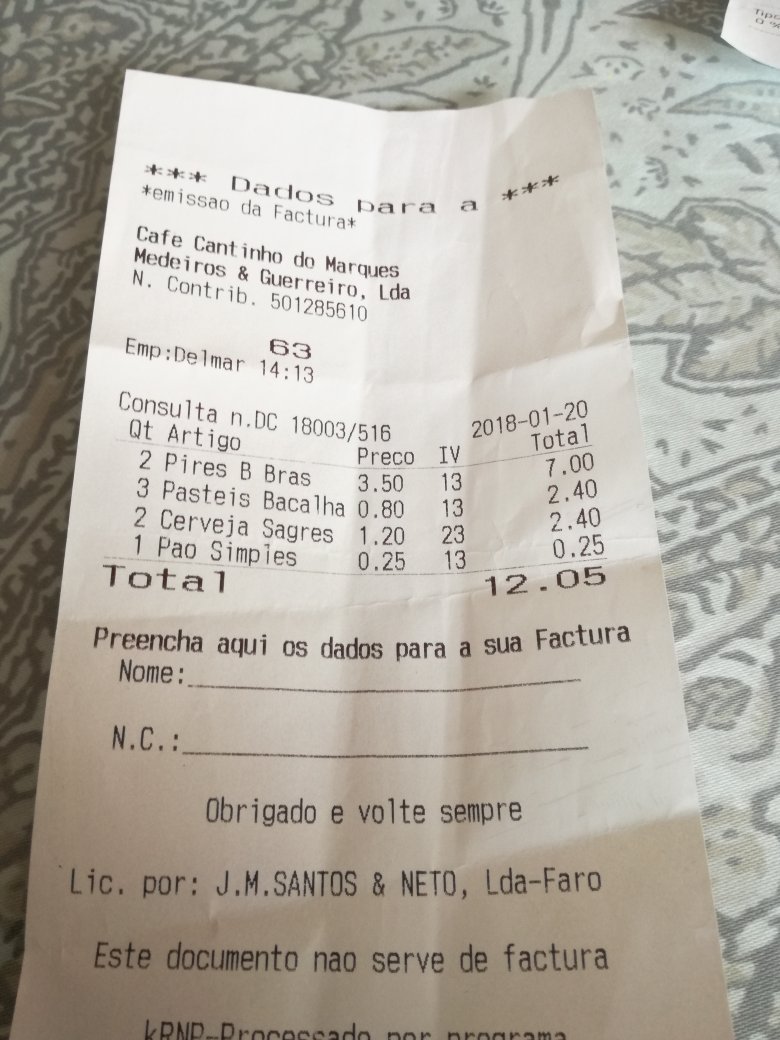 *** Dados para a ***
*emissao da Factura*
Cafe Cantinho do Marques
Medeiros & Guerreiro, Lda
N. Contrib. 501285610
63
Emp:Delmar 14:13
Consulta n.DC 18003/516 2018-01-20
Qt Artigo Preco IV Total
2 Pires B Bras 3.50 13 7.00
3 Pasteis Bacalha 0.80 13 2.40
2 Cerveja Sagres 1.20 23 2.40
1 Pao Simples 0.25 13 0.25
Total 12.05
Preencha aqui os dados para a sua Factura
Nome:
N.C.:
Obrigado e volte sempre
Lic. por: J.M.SANTOS & NETO, Lda-Faro
Este documento nao serve de factura
kRNP-Processado por programa